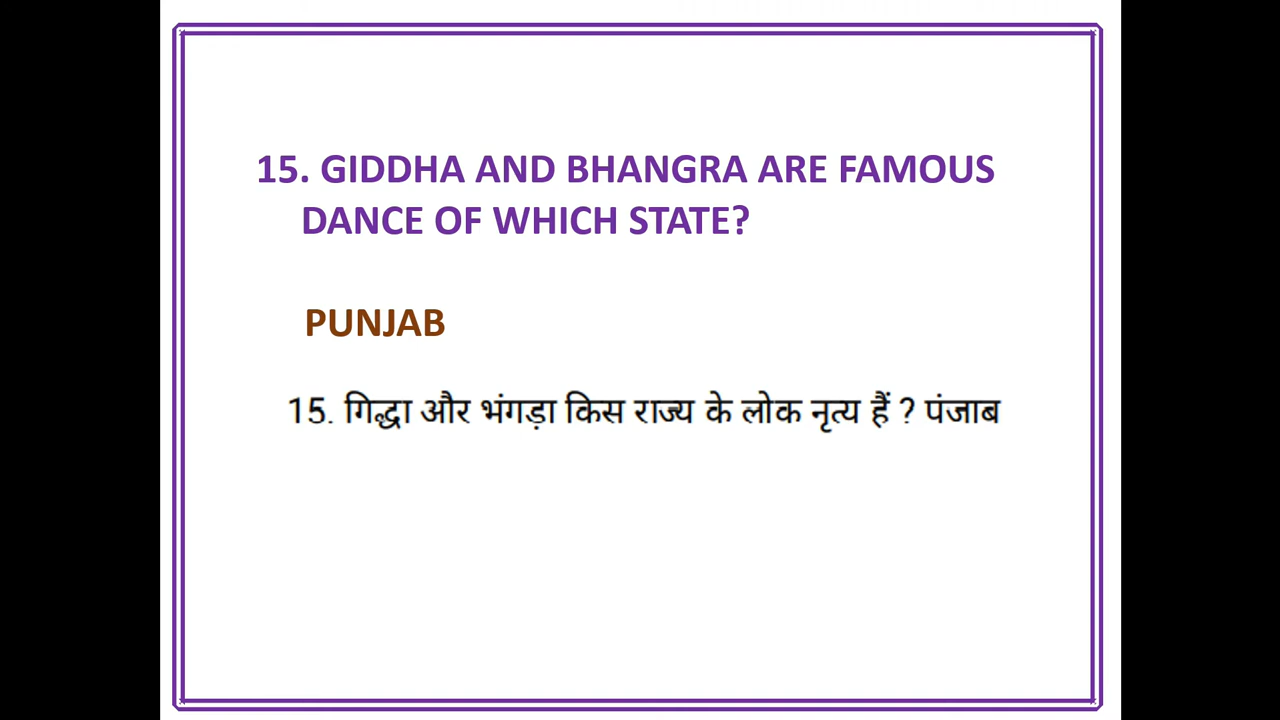 15. GIDDHA AND BHANGRA ARE FAMOUS
DANCE OF WHICH STATE?
PUNJAB
15. गिद्धा और भंगड़ा किस राज्य के लोक नृत्य हैं ? पंजाब